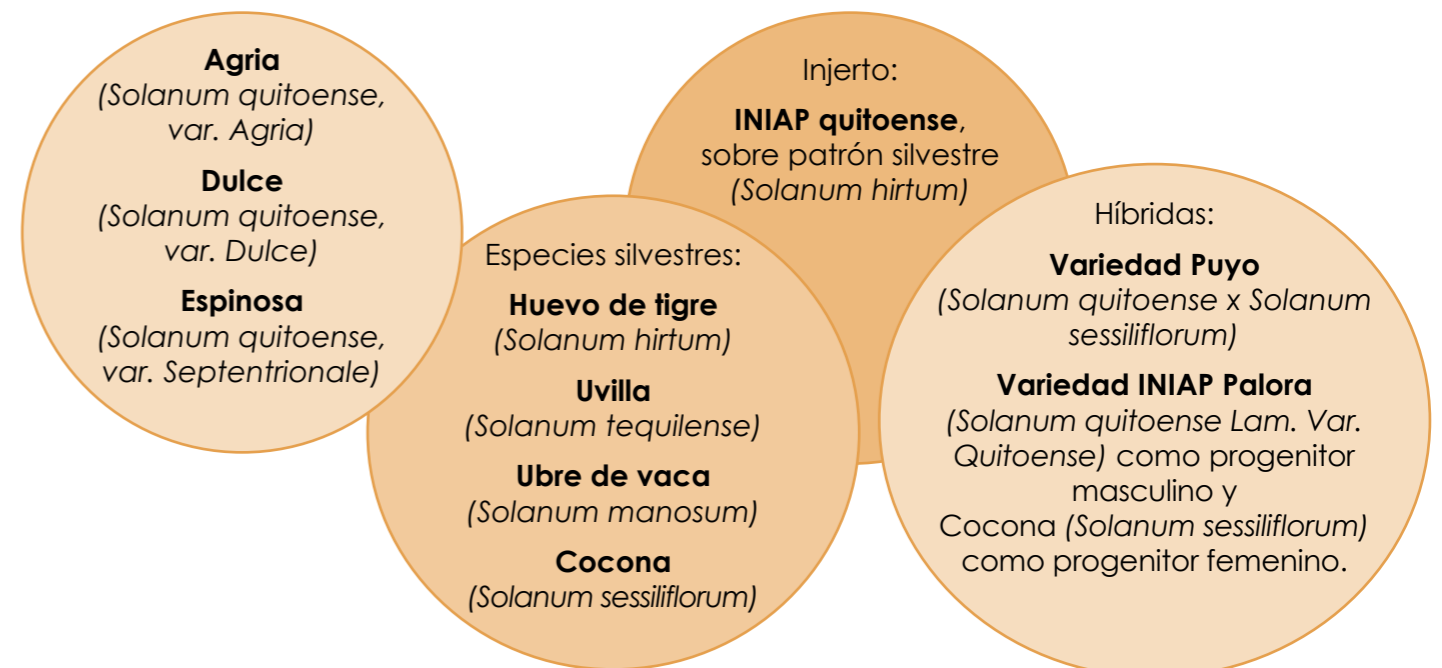 Agria
(Solanum quitoense,
var. Agria)
Dulce
(Solanum quitoense,
var. Dulce)
Espinosa
(Solanum quitoense,
var. Septentrionale)
Especies silvestres:
Huevo de tigre
(Solanum hirtum)
Uvilla
(Solanum tequilense)
Ubre de vaca
(Solanum manosum)
Cocona
(Solanum sessiliflorum)
Injerto:
INIAP quitoense,
sobre patrón silvestre
(Solanum hirtum)
Híbridas:
Variedad Puyo
(Solanum quitoense x Solanum
sessiliflorum)
Variedad INIAP Palora
(Solanum quitoense Lam. Var.
Quitoense) como progenitor
masculino y
Cocona (Solanum sessiliflorum)
como progenitor femenino.